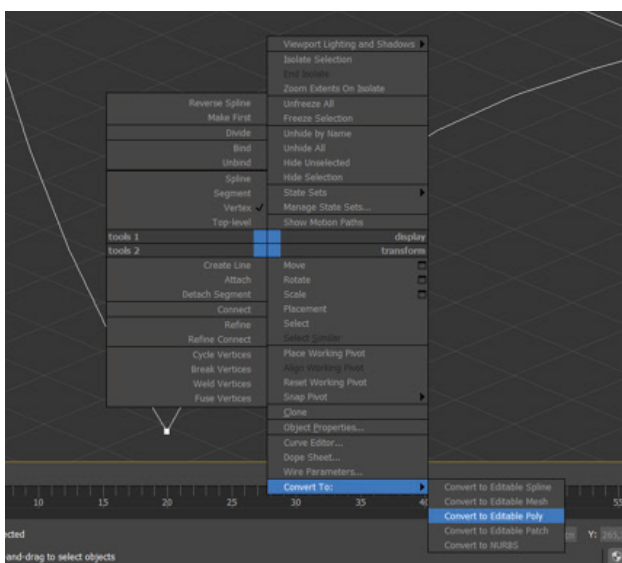 Viewport Lighting and Shadows
Isolate Selection
End Isolate
Zoom Extents On Isolate
Unfreeze All
Freeze Selection
Unhide by Name
Unhide All
Hide Unselected
Hide Selection
State Sets
Manage State Sets...
Show Motion Paths
display
Reverse Spline
Make First
Divide
Bind
Unbind
Spline
Segment
Vertex ✓
Top-level
tools 1
tools 2
Create Line
Attach
Detach Segment
Connect
Refine
Refine Connect
Cycle Vertices
Break Vertices
Weld Vertices
Fuse Vertices
transform
Move
Rotate
Scale
Placement
Select
Select Similar
Place Working Pivot
Align Working Pivot
Reset Working Pivot
Snap Pivot
Clone
Object Properties...
Curve Editor...
Dope Sheet...
Wire Parameters...
Convert To:
Convert to Editable Spline
Convert to Editable Mesh
Convert to Editable Poly
Convert to Editable Patch
Convert to NURBS
10 15 20 25 30 35 40 55
ected
Y: 265,
and-drag to select objects